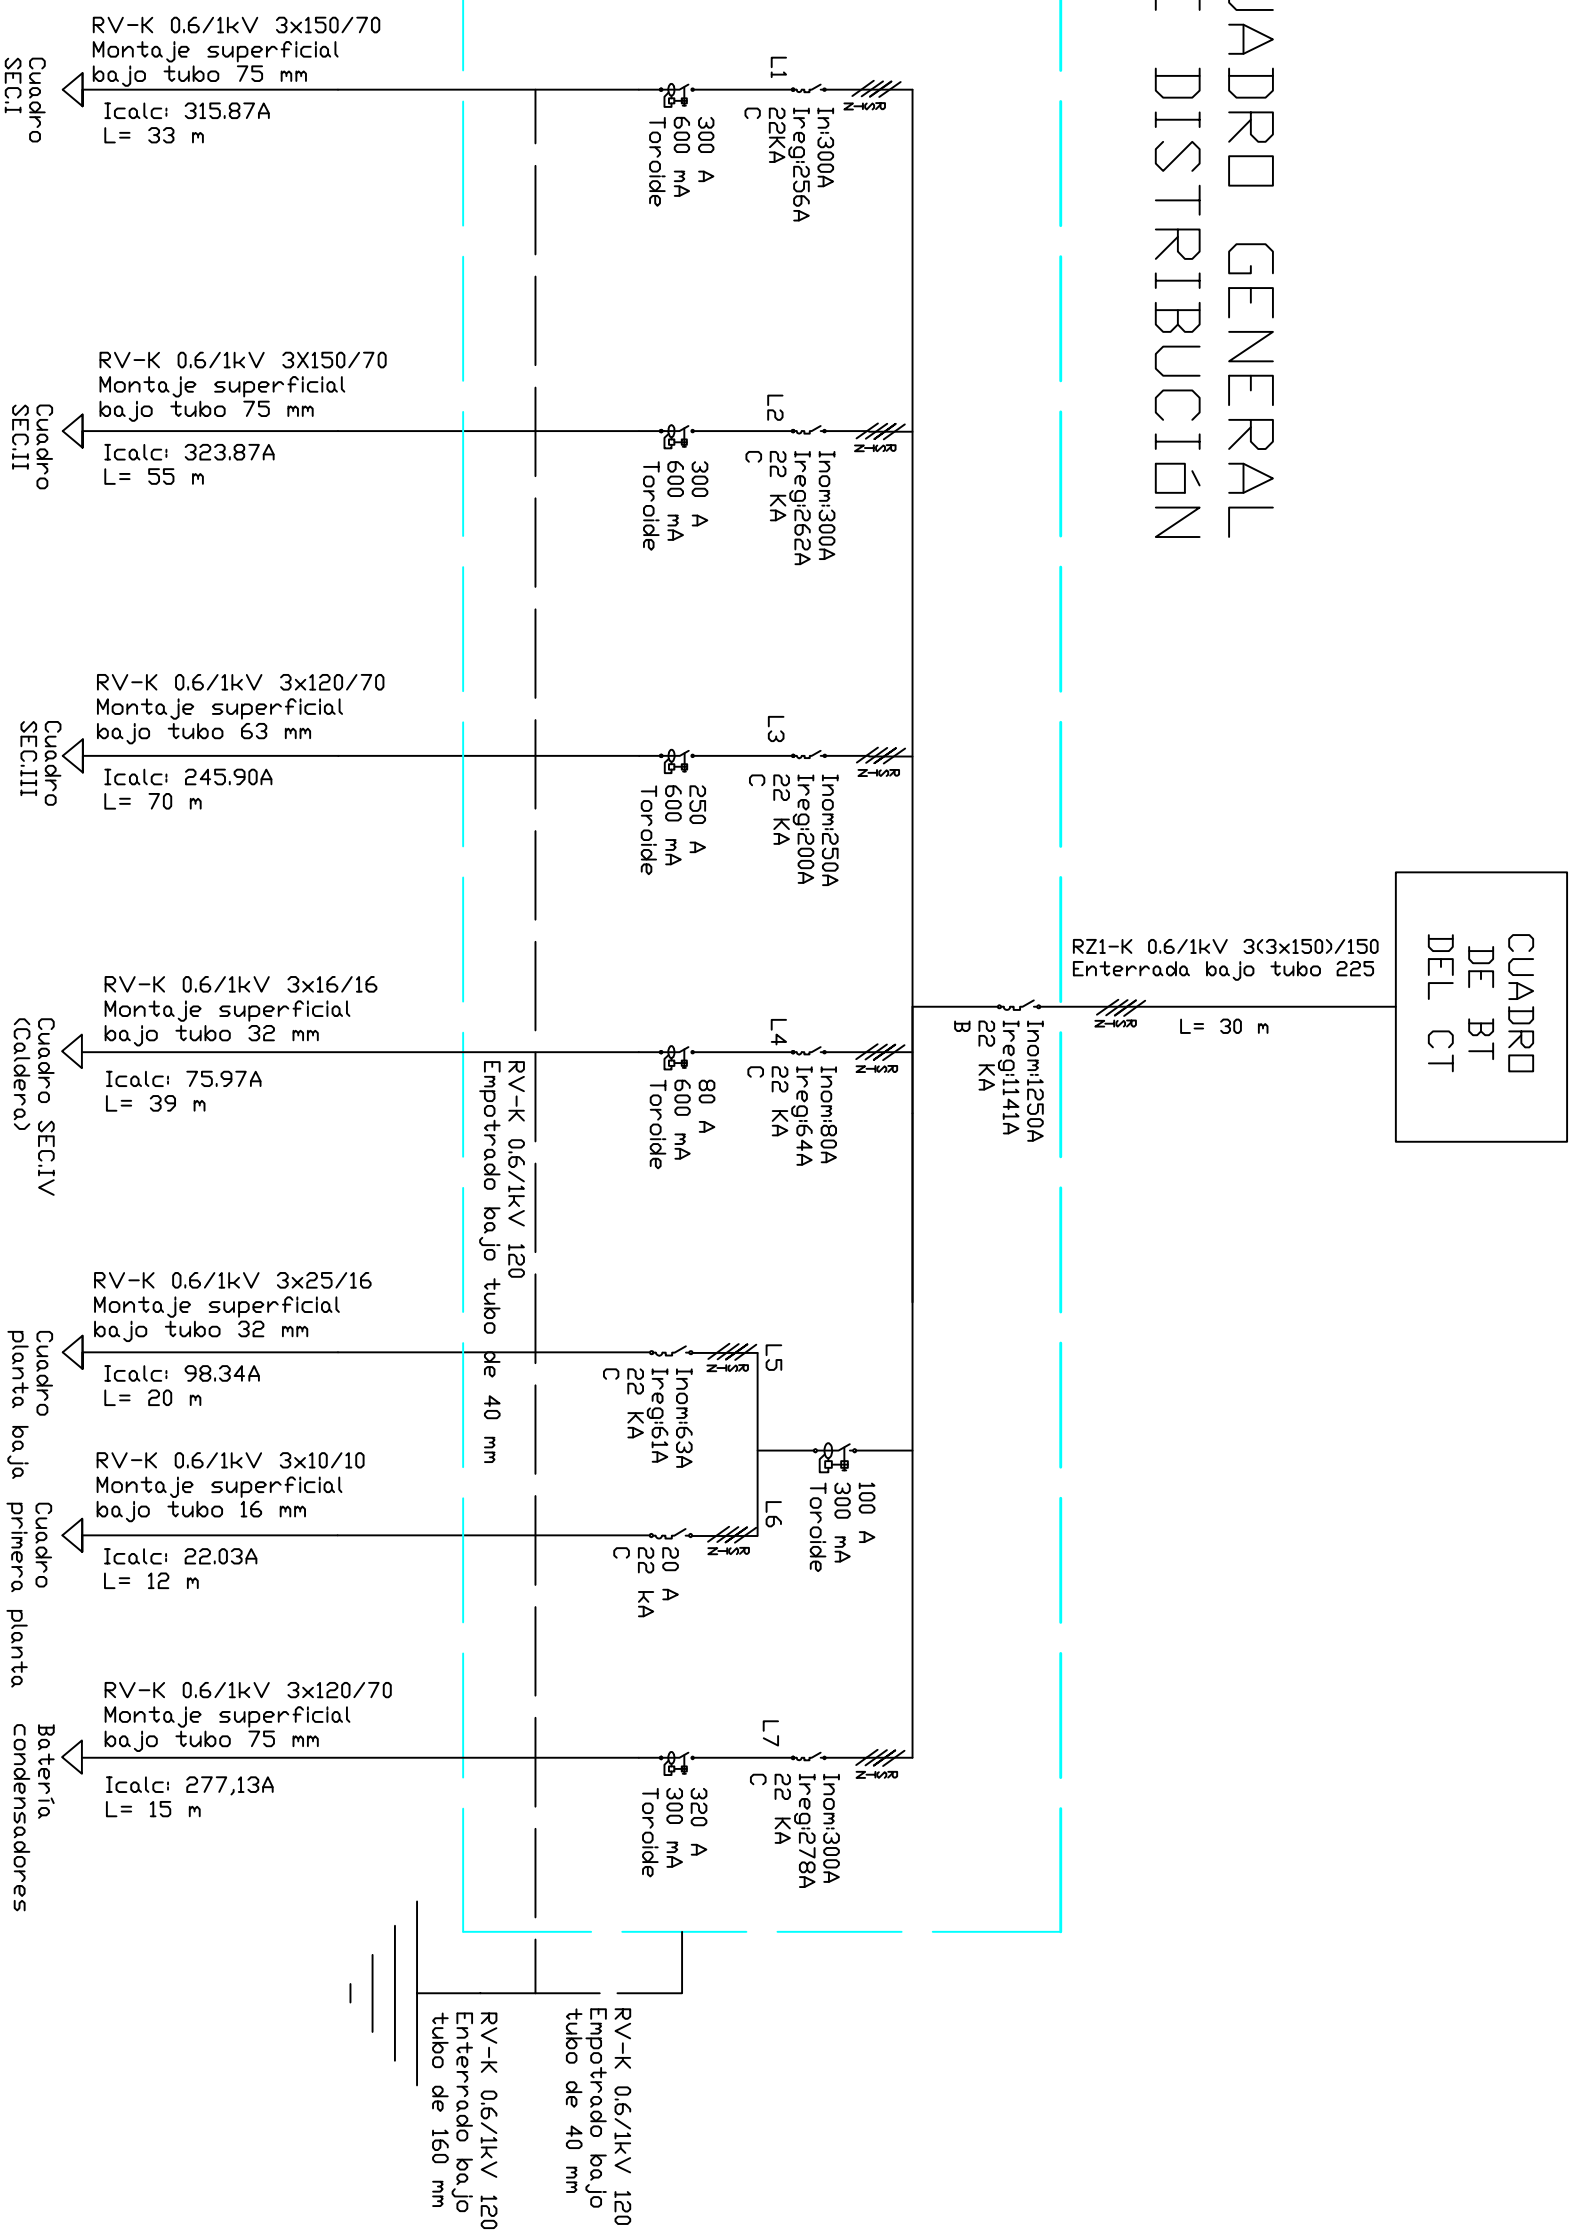 CUADRO
DE BT
DEL CT
UADRO GENERAL
DISTRIBUCIÓN
RZ1-K 0.6/1kV 3(3x150)/150
Enterrada bajo tubo 225
L= 30 m
RSTN
Inom:1250A
Ireg:1141A
22 KA
B
L1
RSTN
In:300A
Ireg:256A
22KA
C
300 A
600 mA
Toroide
RV-K 0.6/1kV 3x150/70
Montaje superficial
bajo tubo 75 mm
Icalc: 315.87A
L= 33 m
Cuadro
SEC.I
L2
RSTN
Inom:300A
Ireg:262A
22 KA
C
300 A
600 mA
Toroide
RV-K 0.6/1kV 3X150/70
Montaje superficial
bajo tubo 75 mm
Icalc: 323.87A
L= 55 m
Cuadro
SEC.II
L3
RSTN
Inom:250A
Ireg:200A
22 KA
C
250 A
600 mA
Toroide
RV-K 0.6/1kV 3x120/70
Montaje superficial
bajo tubo 63 mm
Icalc: 245.90A
L= 70 m
Cuadro
SEC.III
L4
RSTN
Inom:80A
Ireg:64A
22 KA
C
80 A
600 mA
Toroide
RV-K 0.6/1kV 3x16/16
Montaje superficial
bajo tubo 32 mm
Icalc: 75.97A
L= 39 m
Cuadro SEC.IV
(Caldera)
RV-K 0.6/1kV 120
Empotrado bajo tubo de 40 mm
100 A
300 mA
Toroide
L5
RSTN
Inom:63A
Ireg:61A
22 KA
C
RV-K 0.6/1kV 3x25/16
Montaje superficial
bajo tubo 32 mm
Icalc: 98.34A
L= 20 m
Cuadro
planta baja
L6
RSTN
20 A
22 kA
C
RV-K 0.6/1kV 3x10/10
Montaje superficial
bajo tubo 16 mm
Icalc: 22.03A
L= 12 m
Cuadro
primera planta
L7
RSTN
Inom:300A
Ireg:278A
22 KA
C
320 A
300 mA
Toroide
RV-K 0.6/1kV 3x120/70
Montaje superficial
bajo tubo 75 mm
Icalc: 277,13A
L= 15 m
Batería
condensadores
RV-K 0.6/1kV 120
Empotrado bajo
tubo de 40 mm
RV-K 0.6/1kV 120
Enterrado bajo
tubo de 160 mm